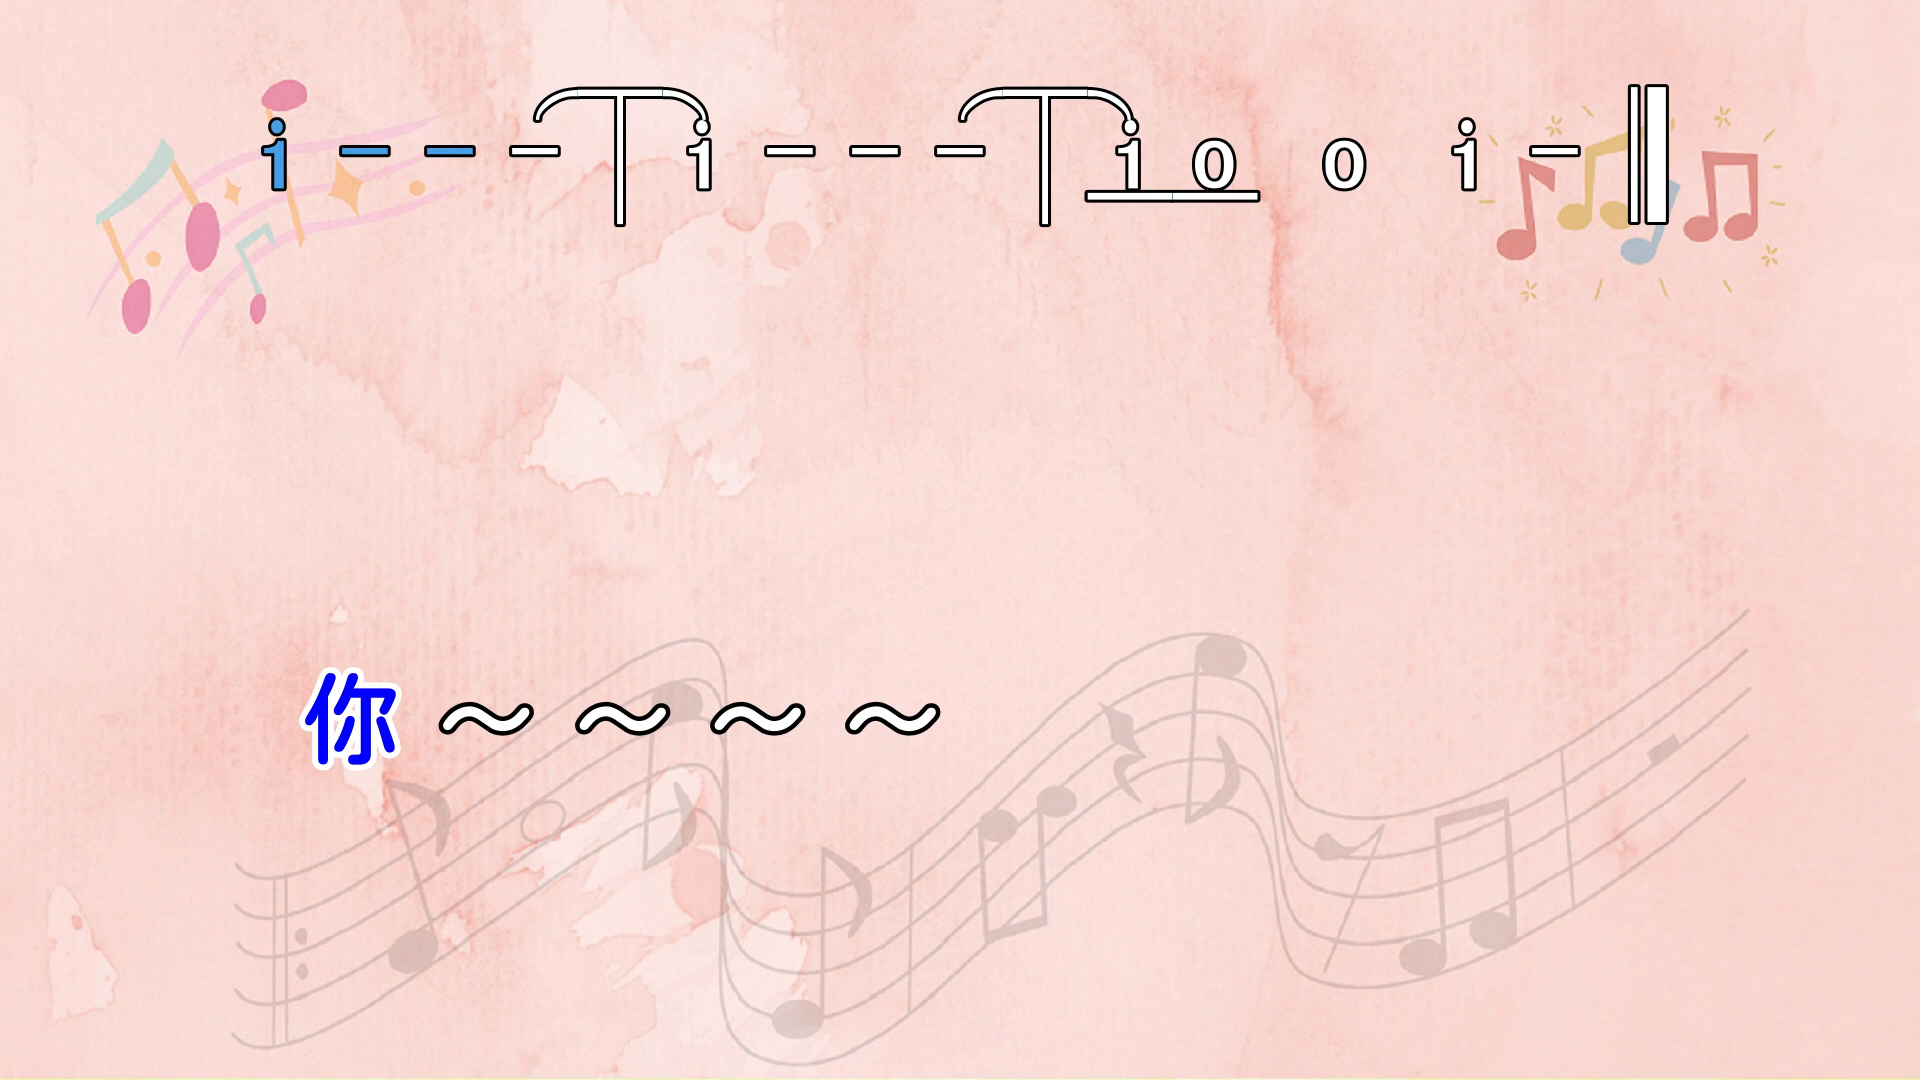 i - - - | i - - - | i 0 0 i - ‖
你 ～ ～ ～ ～